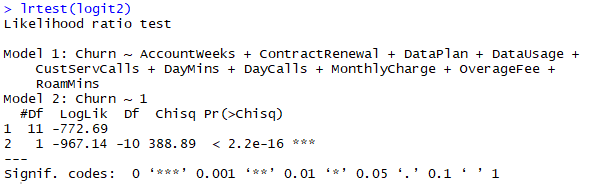 > lrtest(logit2)
Likelihood ratio test

Model 1: Churn ~ AccountWeeks + ContractRenewal + DataPlan + DataUsage +
    CustServCalls + DayMins + DayCalls + MonthlyCharge + OverageFee +
    RoamMins
Model 2: Churn ~ 1
  #Df  LogLik  Df  Chisq Pr(>Chisq)
1  11 -772.69
2   1 -967.14 -10 388.89  < 2.2e-16 ***
---
Signif. codes:  0 ‘***’ 0.001 ‘**’ 0.01 ‘*’ 0.05 ‘.’ 0.1 ‘ ’ 1